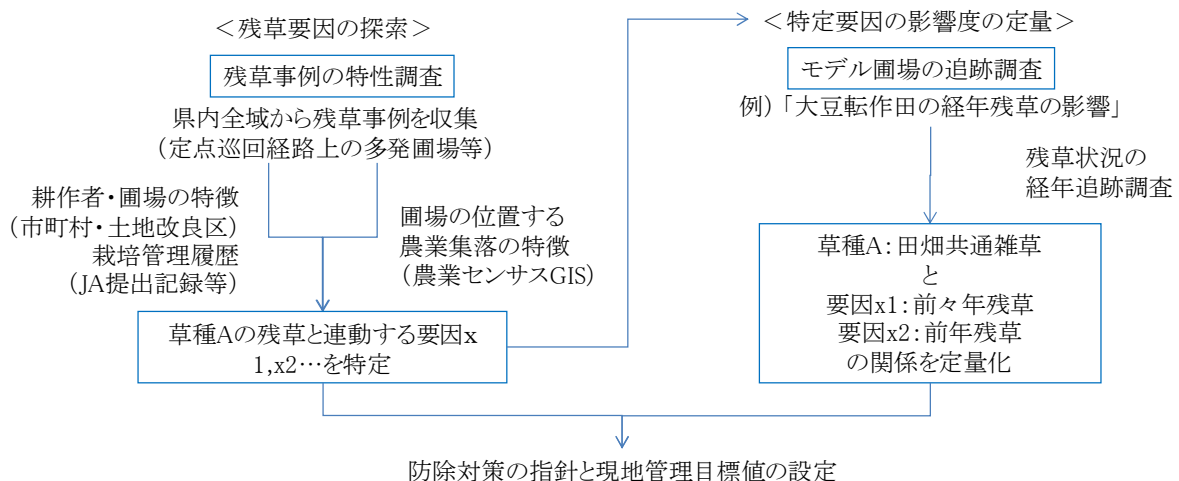 ＜残草要因の探索＞
残草事例の特性調査
県内全域から残草事例を収集
（定点巡回経路上の多発圃場等）
耕作者・圃場の特徴
（市町村・土地改良区）
栽培管理履歴
（JA提出記録等）
圃場の位置する
農業集落の特徴
（農業センサスGIS）
草種Aの残草と連動する要因x
1,x2…を特定
＜特定要因の影響度の定量＞
モデル圃場の追跡調査
例）「大豆転作田の経年残草の影響」
残草状況の
経年追跡調査
草種A：田畑共通雑草
と
要因x1：前々年残草
要因x2：前年残草
の関係を定量化
防除対策の指針と現地管理目標値の設定